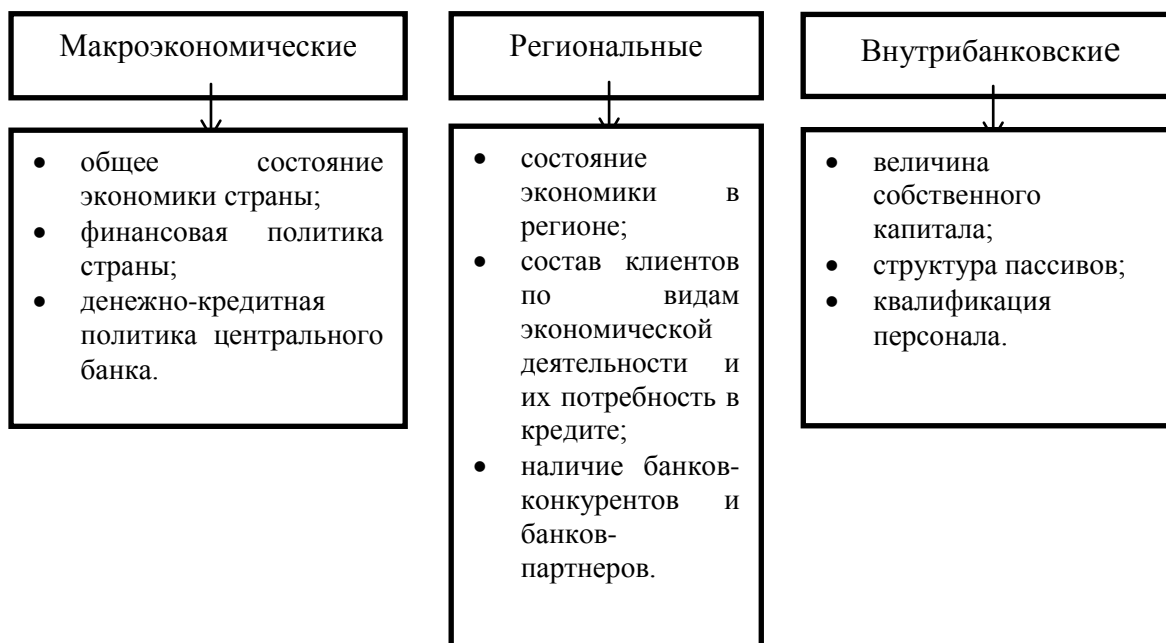 Макроэкономические
общее состояние
экономики страны;
финансовая политика
страны;
денежно-кредитная
политика центрального
банка.
Региональные
состояние
экономики в
регионе;
состав клиентов
по видам
экономической
деятельности и
их потребность в
кредите;
наличие банков-
конкурентов и
банков-
партнеров.
Внутрибанковские
величина
собственного
капитала;
структура пассивов;
квалификация
персонала.